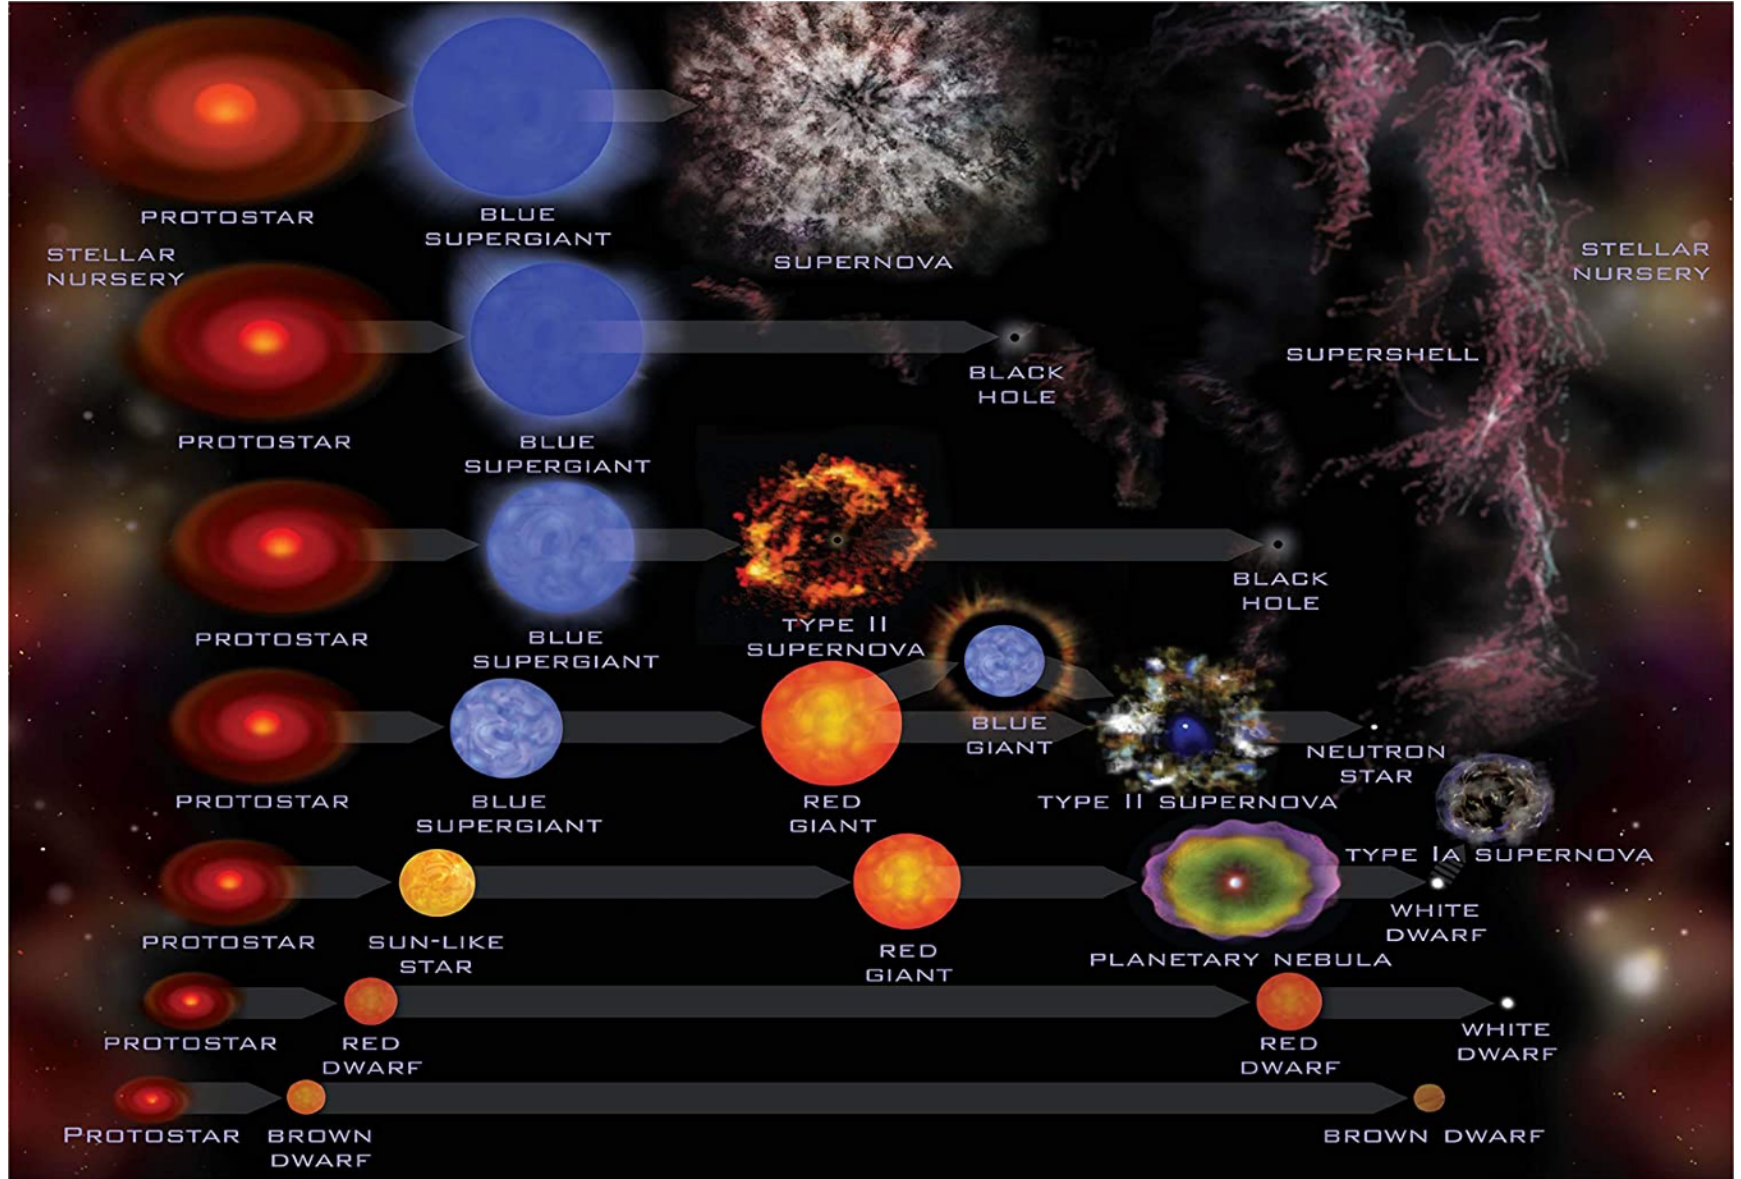 PROTOSTAR
BLUE
SUPERGIANT
SUPERNOVA
STELLAR
NURSERY
STELLAR
NURSERY
PROTOSTAR
BLUE
SUPERGIANT
BLACK
HOLE
SUPERSHELL
PROTOSTAR
BLUE
SUPERGIANT
TYPE II
SUPERNOVA
BLACK
HOLE
PROTOSTAR
BLUE
SUPERGIANT
RED
GIANT
BLUE
GIANT
TYPE II SUPERNOVA
NEUTRON
STAR
PROTOSTAR
SUN-LIKE
STAR
RED
GIANT
PLANETARY NEBULA
TYPE IA SUPERNOVA
WHITE
DWARF
PROTOSTAR
RED
DWARF
RED
DWARF
WHITE
DWARF
PROTOSTAR
BROWN
DWARF
BROWN DWARF